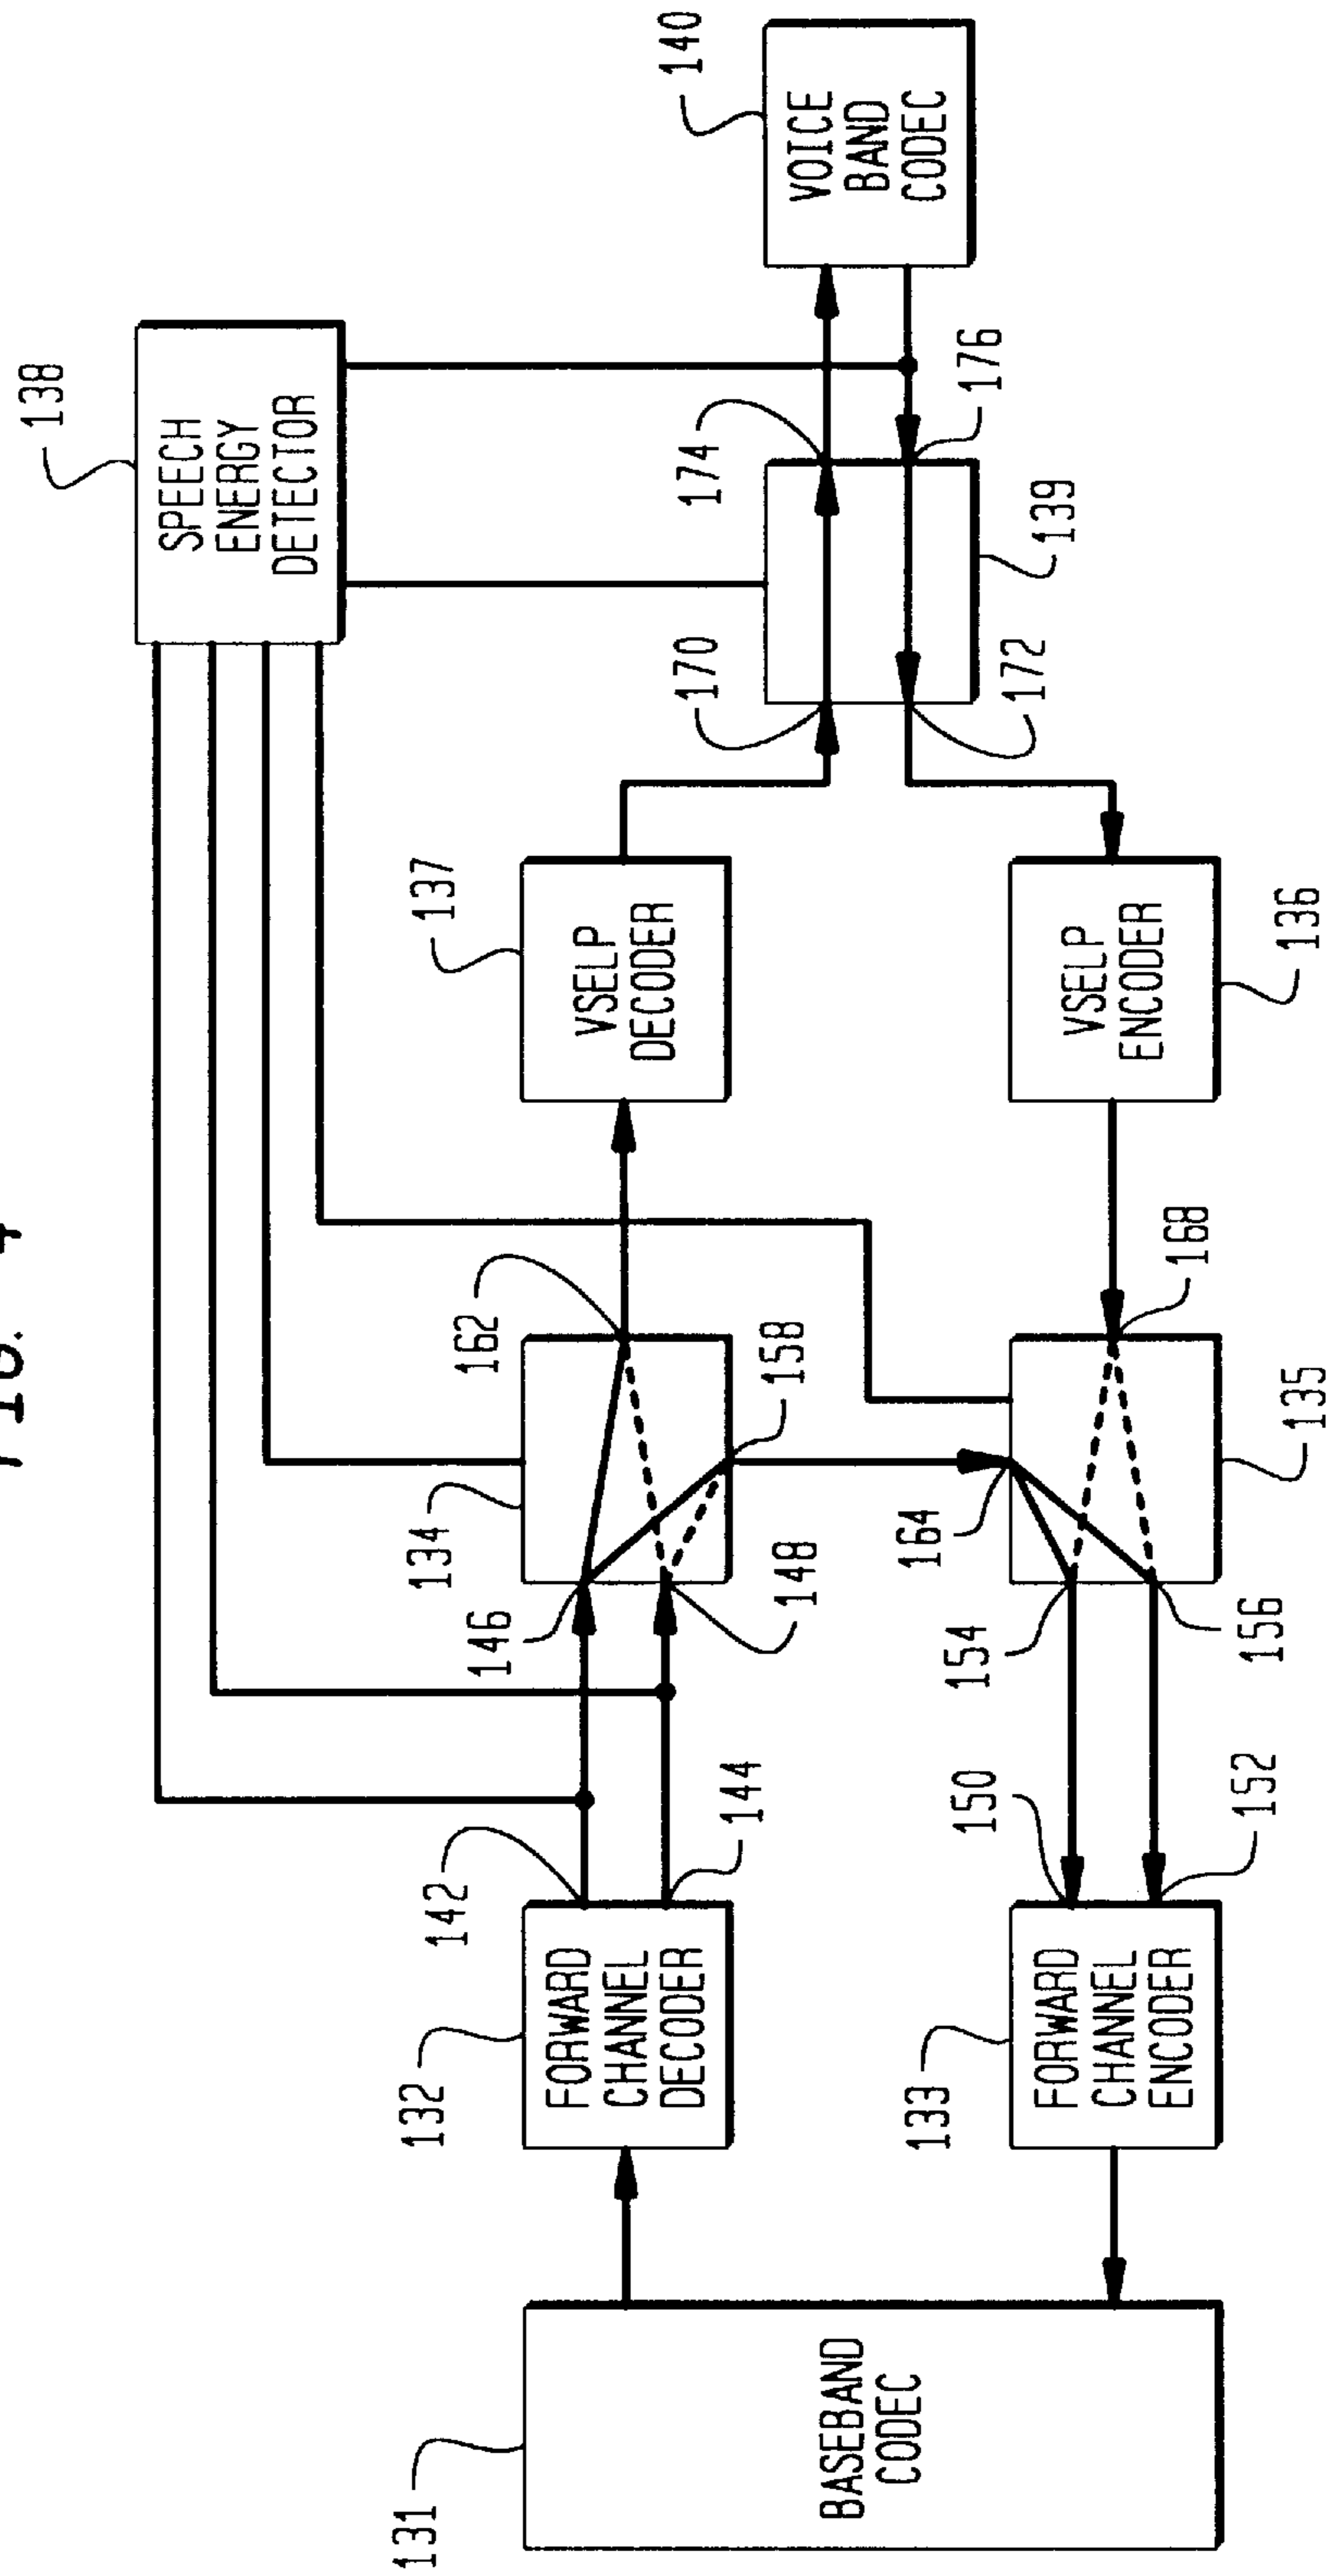 FIG. 4
138
SPEECH
ENERGY
DETECTOR
140
VOICE
BAND
CODEC
174
176
170
172
139
137
VSELP
DECODER
136
VSELP
ENCODER
134
162
146
148
158
164
168
154
156
135
142
144
150
152
132
FORWARD
CHANNEL
DECODER
133
FORWARD
CHANNEL
ENCODER
131
BASEBAND
CODEC